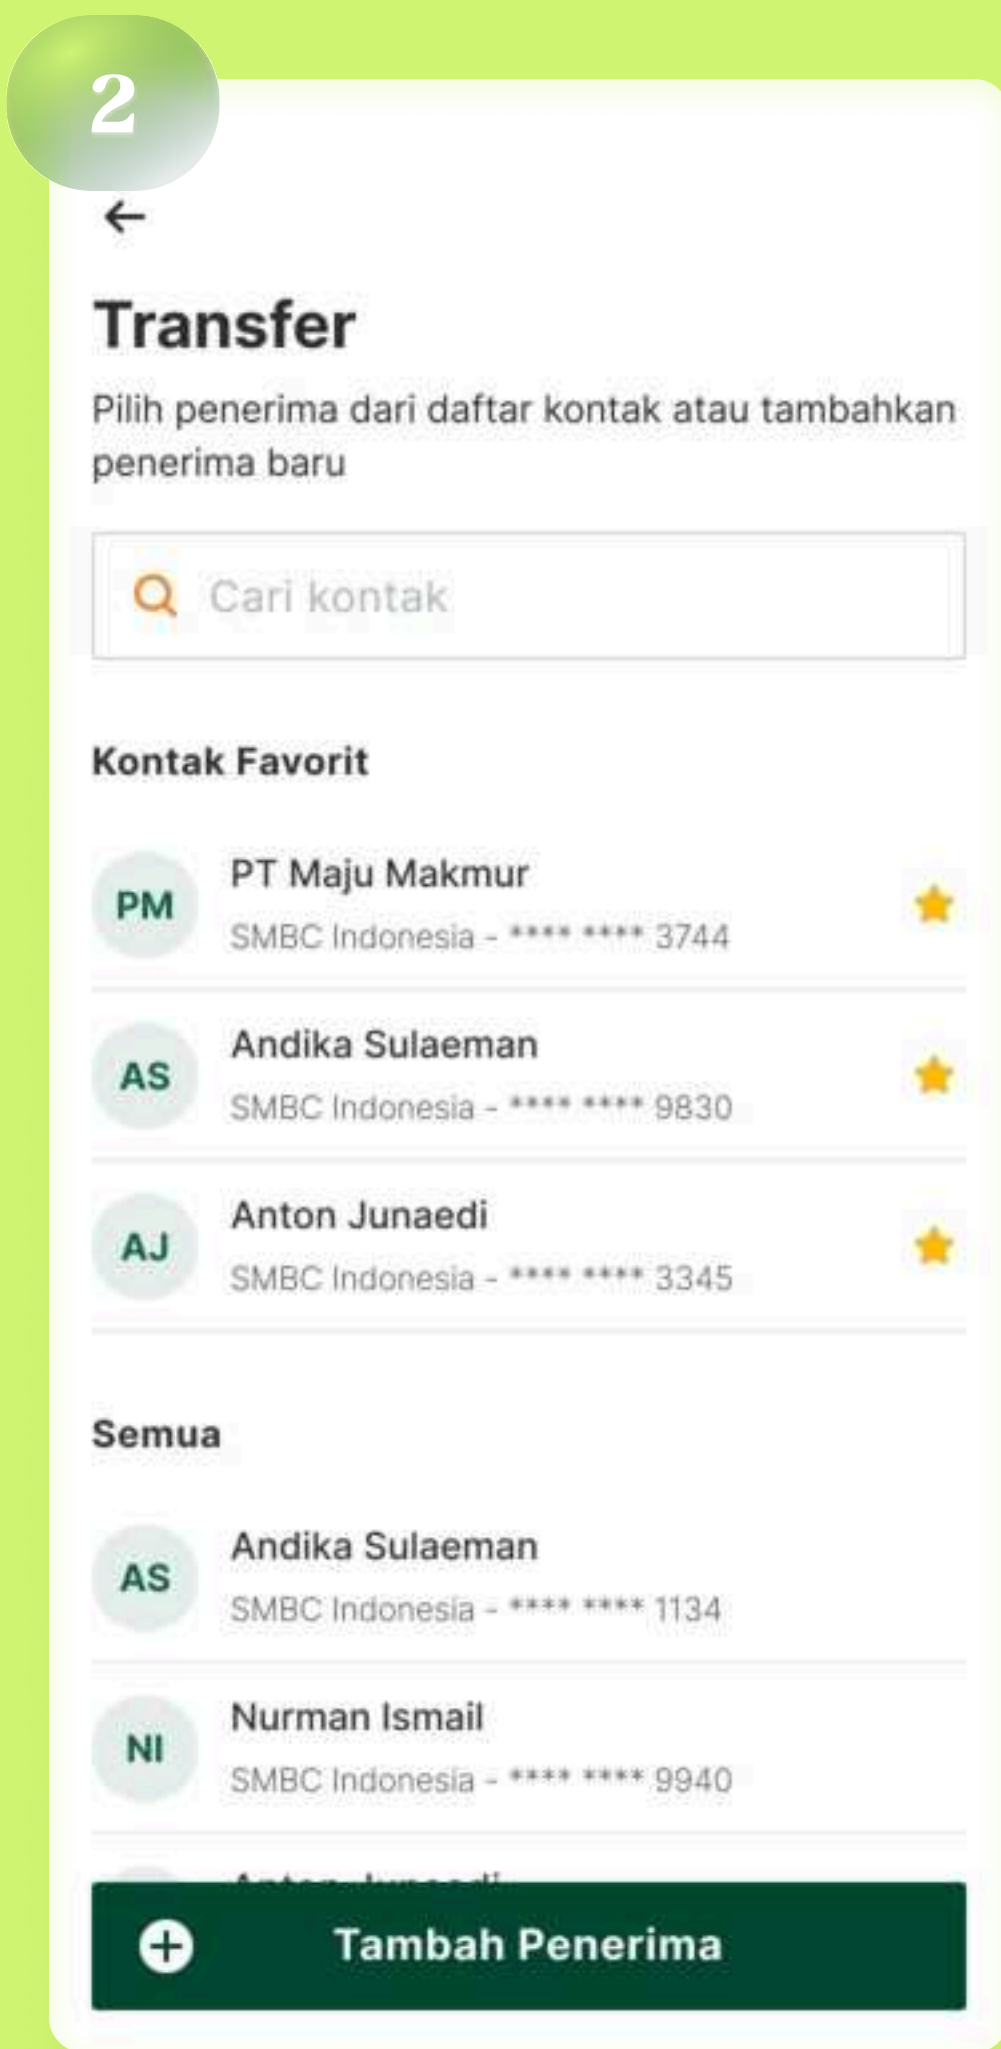 2
Transfer
Pilih penerima dari daftar kontak atau tambahkan
penerima baru
Cari kontak
Kontak Favorit
PM
PT Maju Makmur
SMBC Indonesia - **** **** 3744
AS
Andika Sulaeman
SMBC Indonesia - **** **** 9830
AJ
Anton Junaedi
SMBC Indonesia - **** **** 3345
Semua
AS
Andika Sulaeman
SMBC Indonesia - **** **** 1134
NI
Nurman Ismail
SMBC Indonesia - **** **** 9940
Tambah Penerima